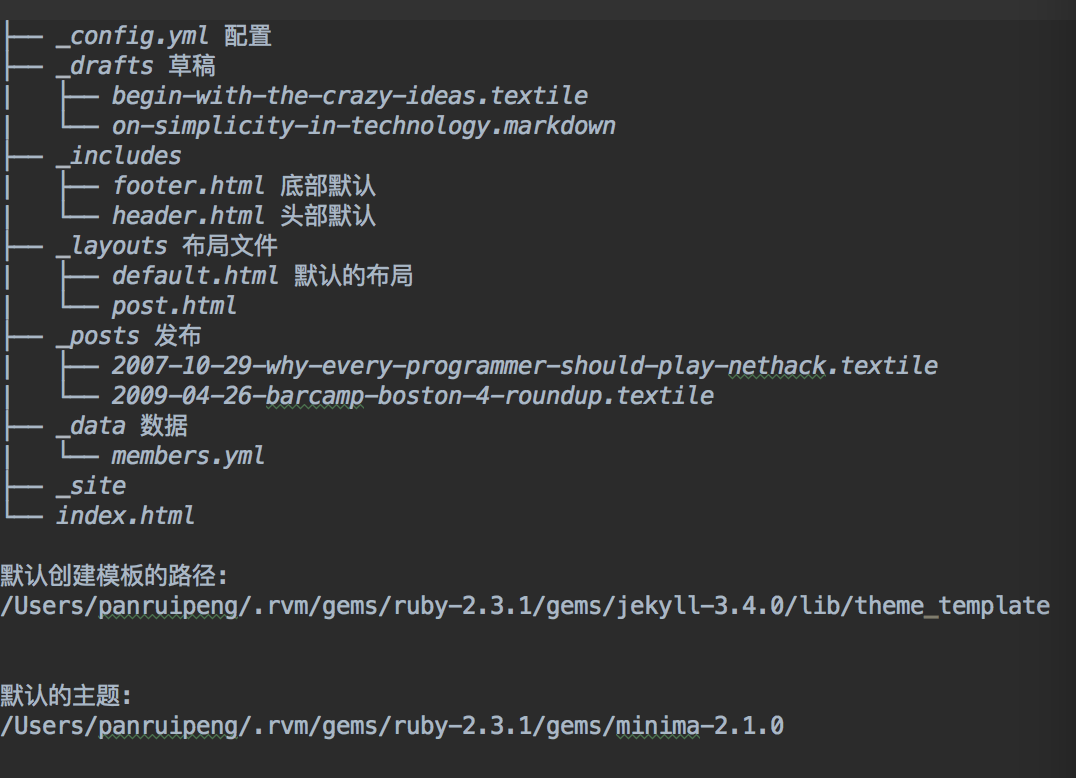 ├── _config.yml 配置
├── _drafts 草稿
|   ├── begin-with-the-crazy-ideas.textile
|   └── on-simplicity-in-technology.markdown
├── _includes
|   ├── footer.html 底部默认
|   └── header.html 头部默认
├── _layouts 布局文件
|   ├── default.html 默认的布局
|   └── post.html
├── _posts 发布
|   ├── 2007-10-29-why-every-programmer-should-play-nethack.textile
|   └── 2009-04-26-barcamp-boston-4-roundup.textile
├── _data 数据
|   └── members.yml
├── _site
└── index.html
默认创建模板的路径:
/Users/panruipeng/.rvm/gems/ruby-2.3.1/gems/jekyll-3.4.0/lib/theme_template
默认的主题:
/Users/panruipeng/.rvm/gems/ruby-2.3.1/gems/minima-2.1.0